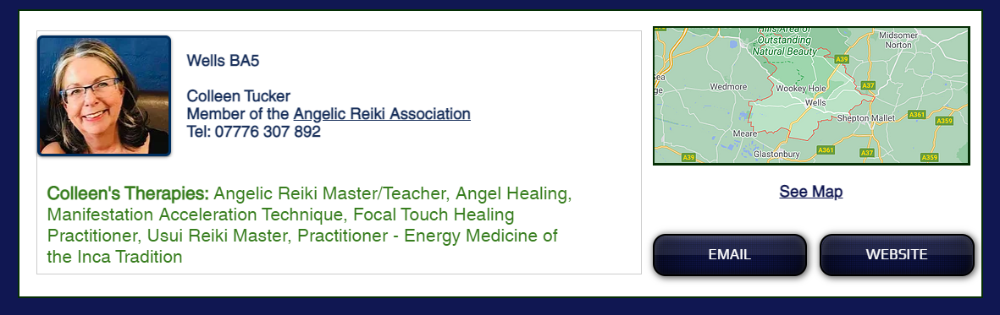 Wells BA5
Colleen Tucker
Member of the Angelic Reiki Association
Tel: 07776 307 892
Colleen's Therapies: Angelic Reiki Master/Teacher, Angel Healing,
Manifestation Acceleration Technique, Focal Touch Healing
Practitioner, Usui Reiki Master, Practitioner - Energy Medicine of
the Inca Tradition
Hills Area of
Outstanding
Natural Beauty
Midsomer
Norton
A39
A37
Wedmore
Wookey Hole
Wells
Shepton Mallet
A361
A359
Meare
Glastonbury
A361
A37
A39
A359
See Map
EMAIL
WEBSITE